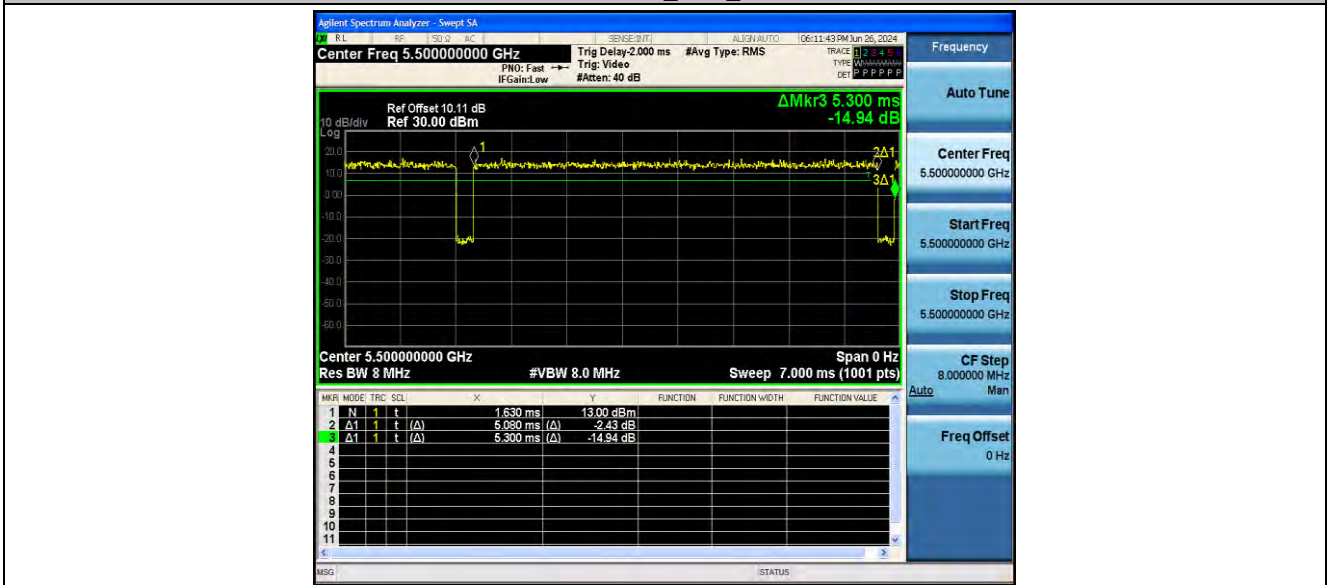 Agilent Spectrum Analyzer - Swept SA
RL RF 50 Ω AC SENSE:INT ALIGN AUTO 06:11:43 PM Jun 26, 2024
Center Freq 5.500000000 GHz
PNO: Fast
IFGain:Low
Trig Delay-2.000 ms
Trig: Video
#Atten: 40 dB
#Avg Type: RMS
TRACE 1 2 3 4 5 6
TYPE W
DET P P P P P P
Frequency
Auto Tune
Center Freq
5.500000000 GHz
Start Freq
5.500000000 GHz
Stop Freq
5.500000000 GHz
CF Step
8.000000 MHz
Auto Man
Freq Offset
0 Hz
ΔMkr3 5.300 ms
-14.94 dB
Ref Offset 10.11 dB
10 dB/div Ref 30.00 dBm
Log
20.0
10.0
0.00
-10.0
-20.0
-30.0
-40.0
-50.0
-60.0
1
2Δ1
3Δ1
Center 5.500000000 GHz Span 0 Hz
Res BW 8 MHz #VBW 8.0 MHz Sweep 7.000 ms (1001 pts)
MKR MODE TRC SCL X Y FUNCTION FUNCTION WIDTH FUNCTION VALUE
1 N 1 t 1.630 ms 13.00 dBm
2 Δ1 1 t (Δ) 5.080 ms (Δ) -2.43 dB
3 Δ1 1 t (Δ) 5.300 ms (Δ) -14.94 dB
4
5
6
7
8
9
10
11
MSG STATUS